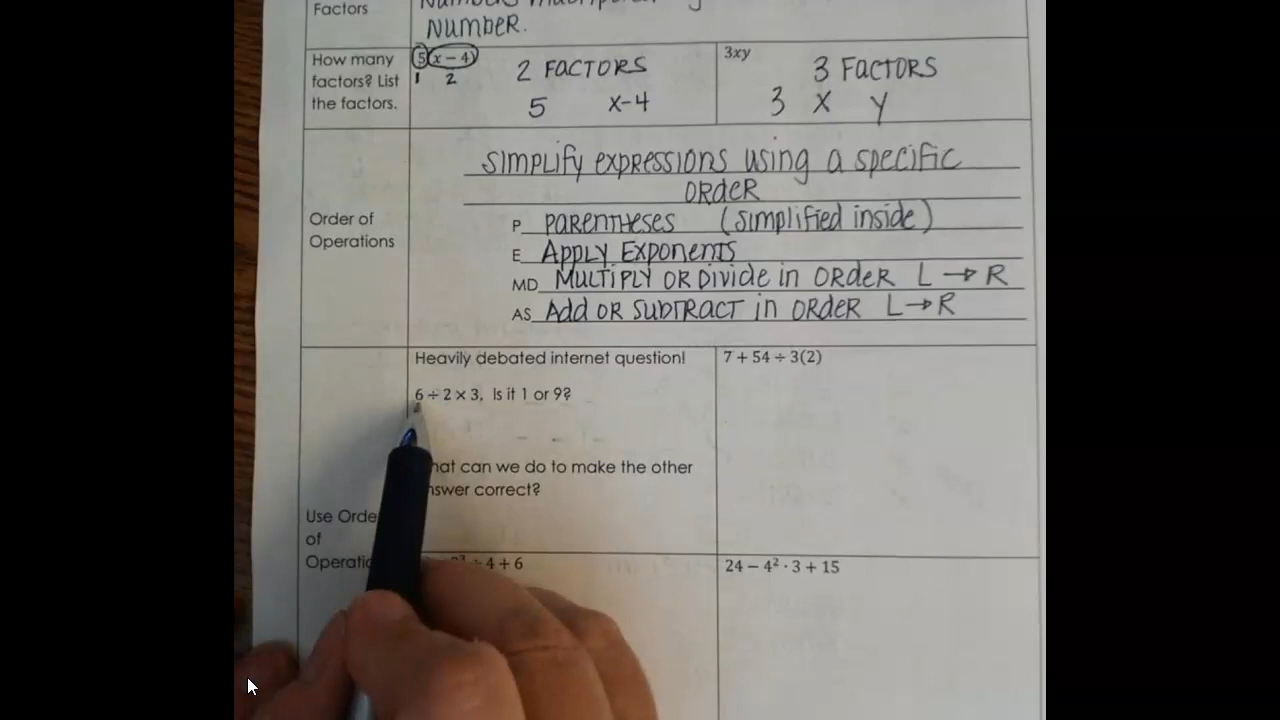 Factors
NUMBER.
How many
factors? List
the factors.
5(x − 4)
1 2
2 FACTORS
5 x-4
3xy
3 FACTORS
3 x y
Order of
Operations
SIMPLIFY EXPRESSIONS USING A SPECIFIC
ORDER
P PARENTHESES (simplified inside)
E Apply Exponents
MD MULTIPLY OR Divide in ORDER L → R
AS Add OR SUBTRACT in ORDER L → R
Use Orde
of
Operati
Heavily debated internet question!
6 ÷ 2 × 3, Is it 1 or 9?
hat can we do to make the other
nswer correct?
7 + 54 ÷ 3(2)
4 + 6
24 − 4² · 3 + 15